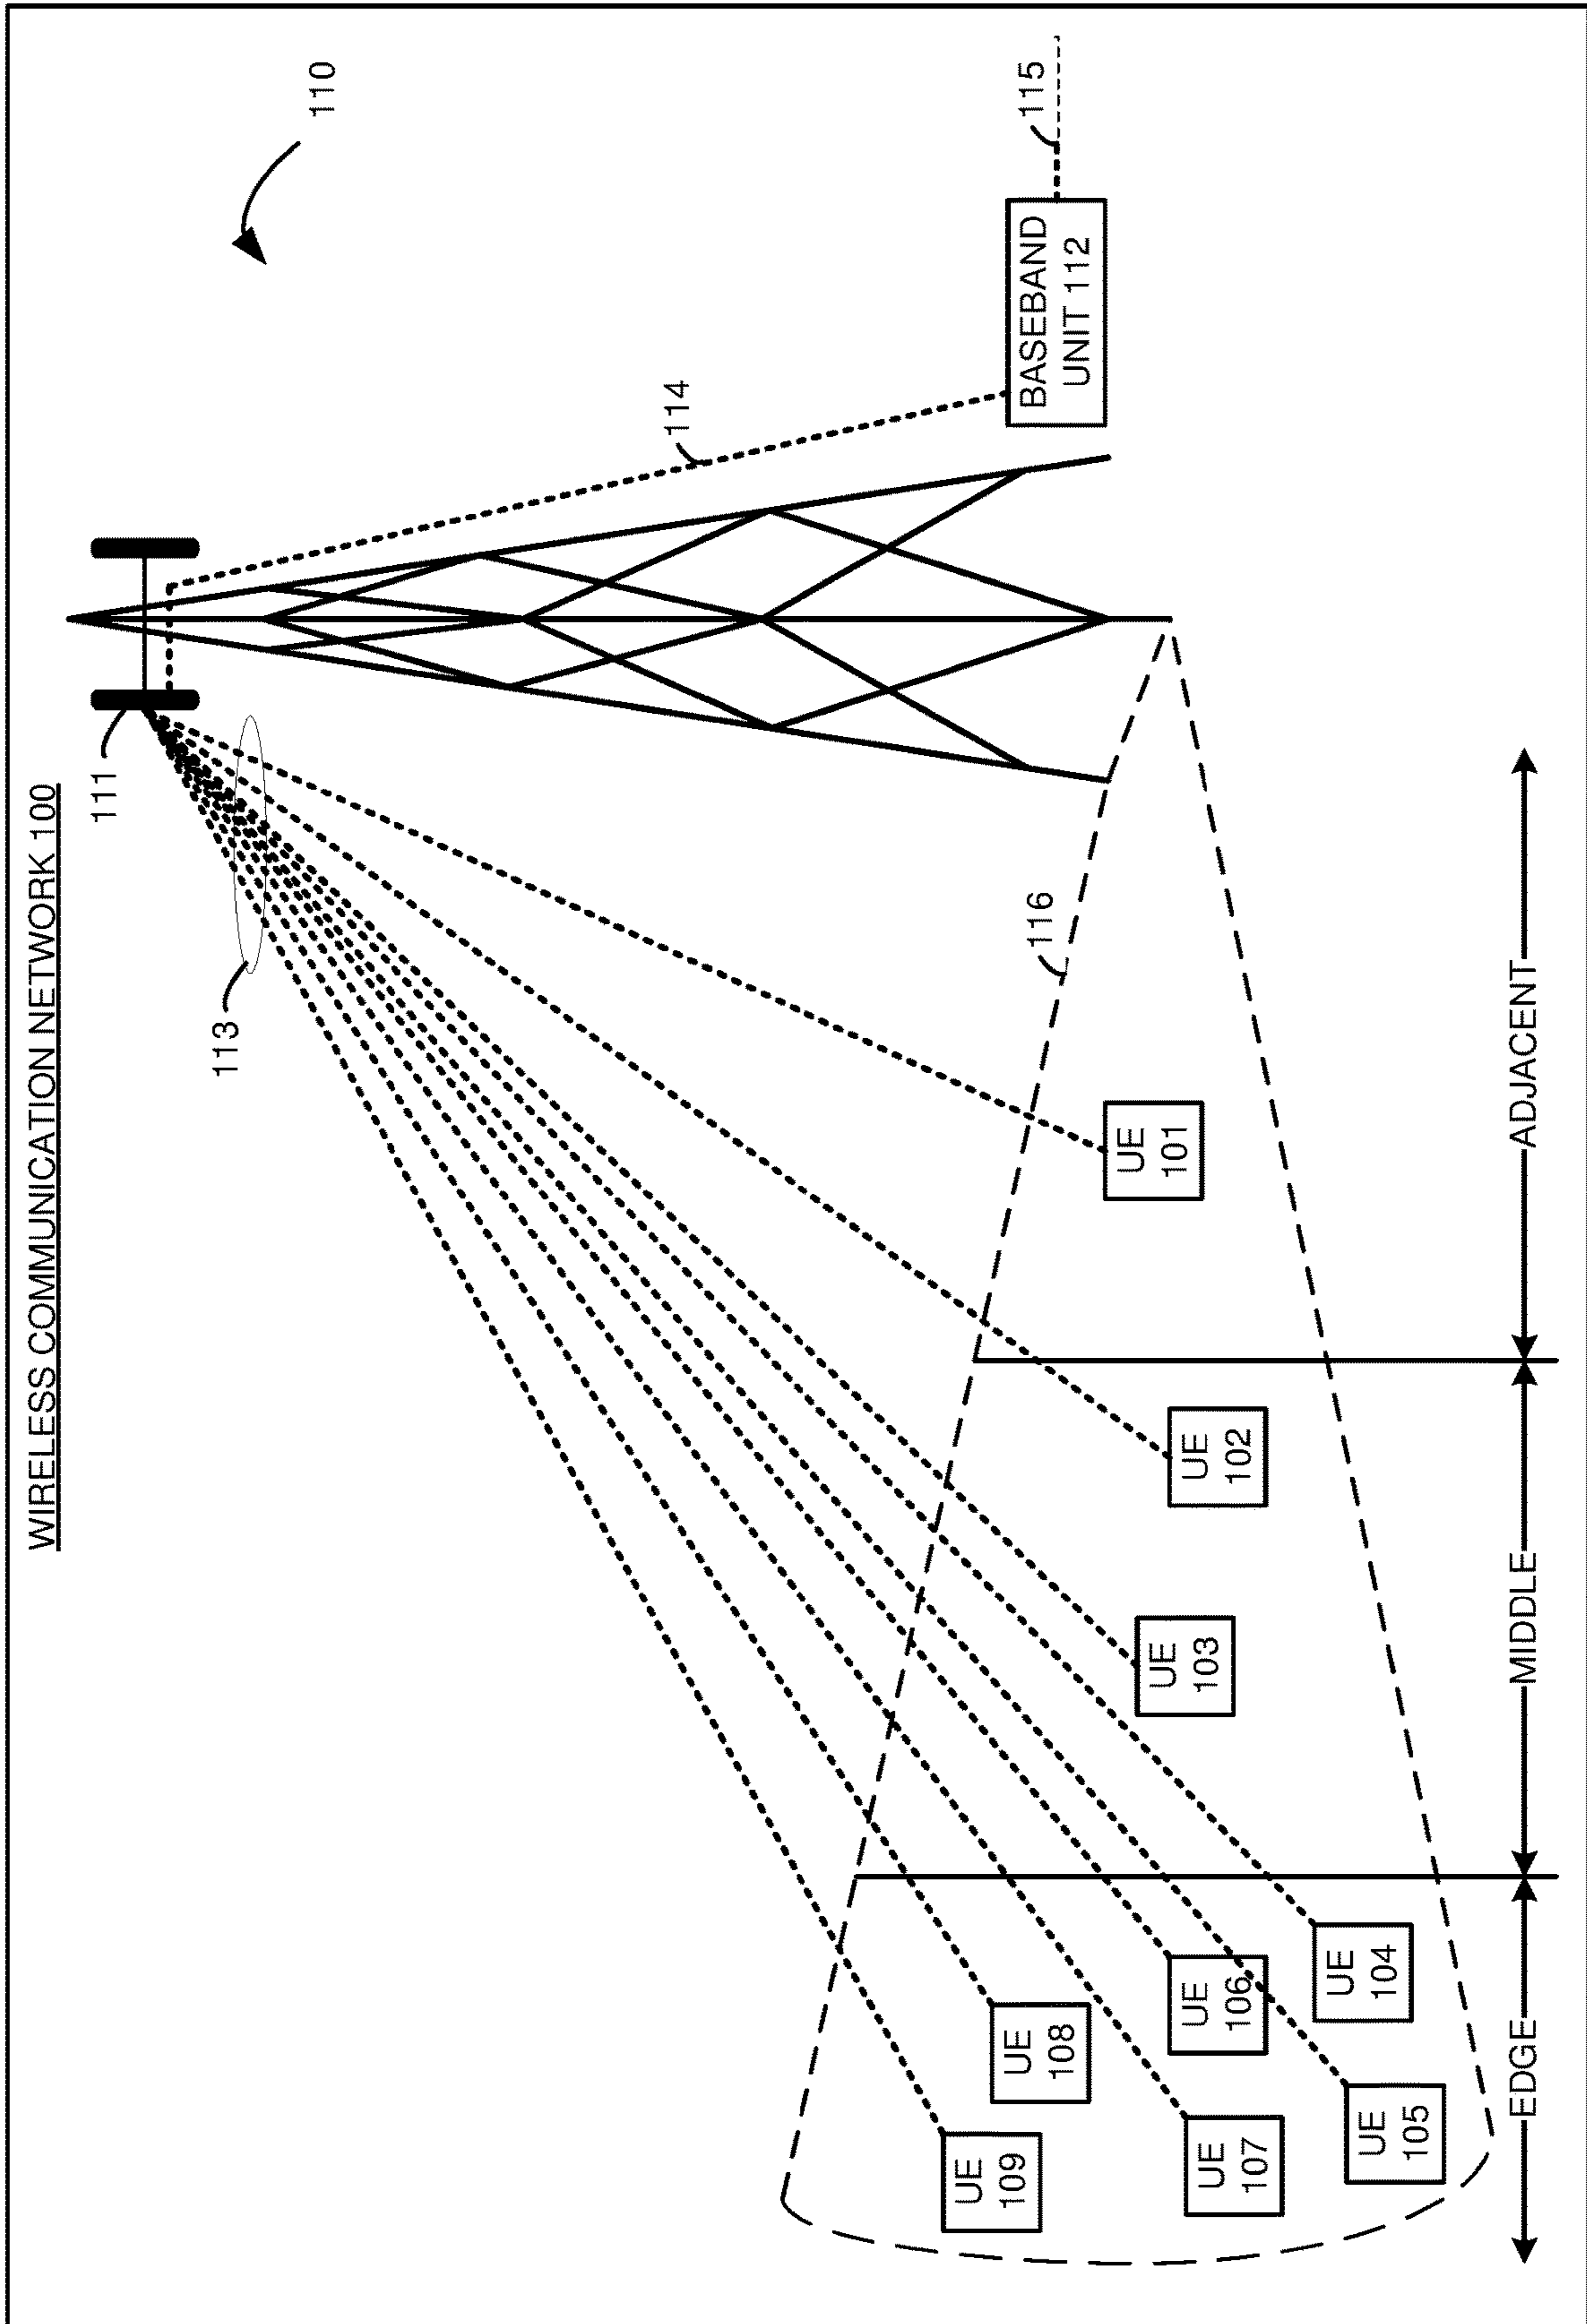 WIRELESS COMMUNICATION NETWORK 100
110
111
113
114
115
BASEBAND
UNIT 112
116
UE
101
UE
102
UE
103
UE
104
UE
105
UE
106
UE
107
UE
108
UE
109
EDGE
MIDDLE
ADJACENT